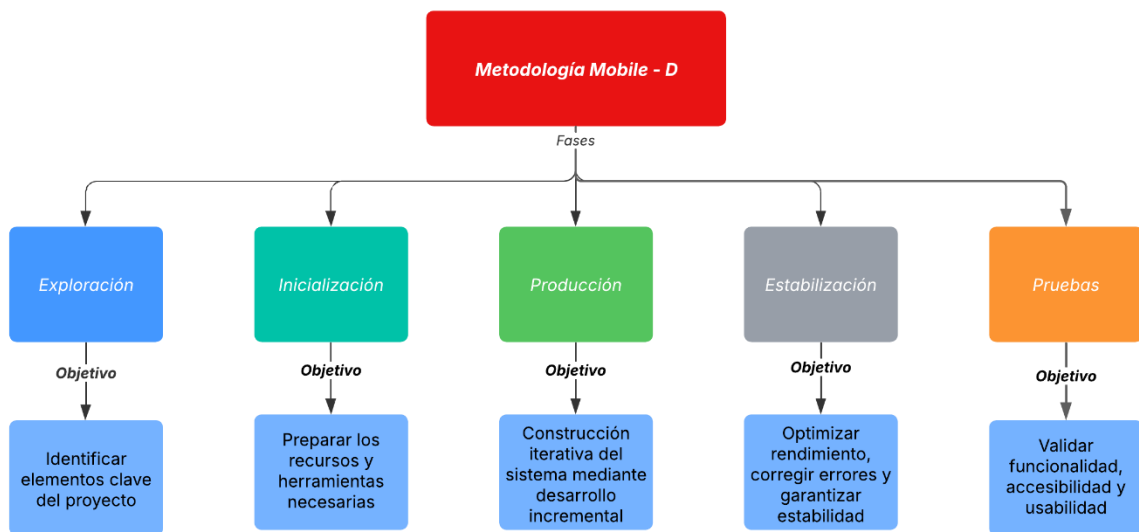 Metodología Mobile - D
Fases
Exploración
Inicialización
Producción
Estabilización
Pruebas
Objetivo
Objetivo
Objetivo
Objetivo
Objetivo
Identificar
elementos clave
del proyecto
Preparar los
recursos y
herramientas
necesarias
Construcción
iterativa del
sistema mediante
desarrollo
incremental
Optimizar
rendimiento,
corregir errores y
garantizar
estabilidad
Validar
funcionalidad,
accesibilidad y
usabilidad